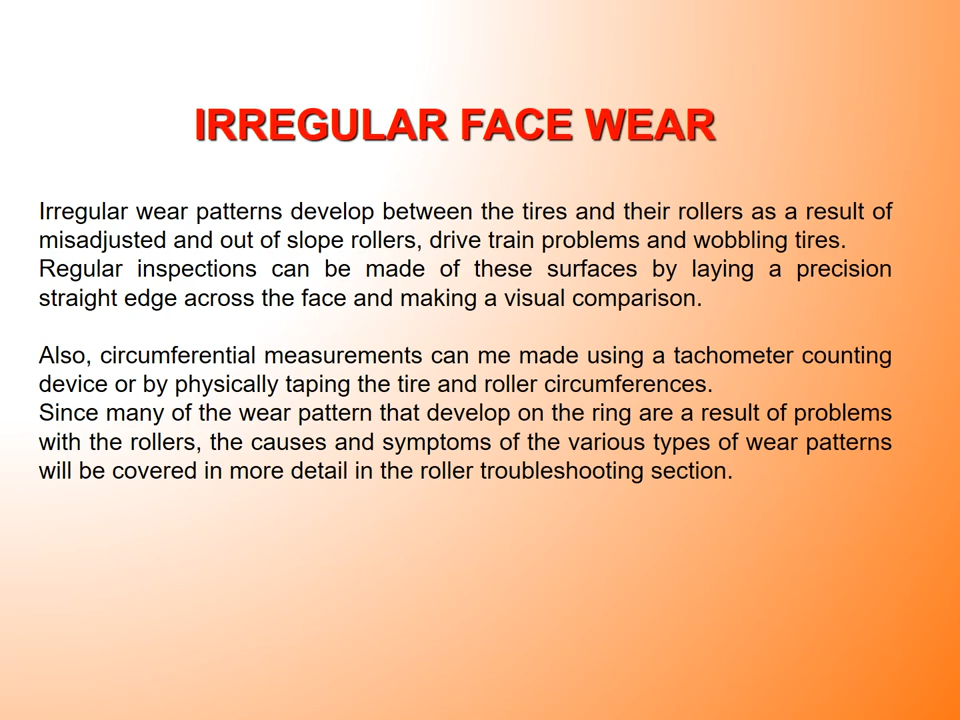 IRREGULAR FACE WEAR
Irregular wear patterns develop between the tires and their rollers as a result of
misadjusted and out of slope rollers, drive train problems and wobbling tires.
Regular inspections can be made of these surfaces by laying a precision
straight edge across the face and making a visual comparison.
Also, circumferential measurements can me made using a tachometer counting
device or by physically taping the tire and roller circumferences.
Since many of the wear pattern that develop on the ring are a result of problems
with the rollers, the causes and symptoms of the various types of wear patterns
will be covered in more detail in the roller troubleshooting section.